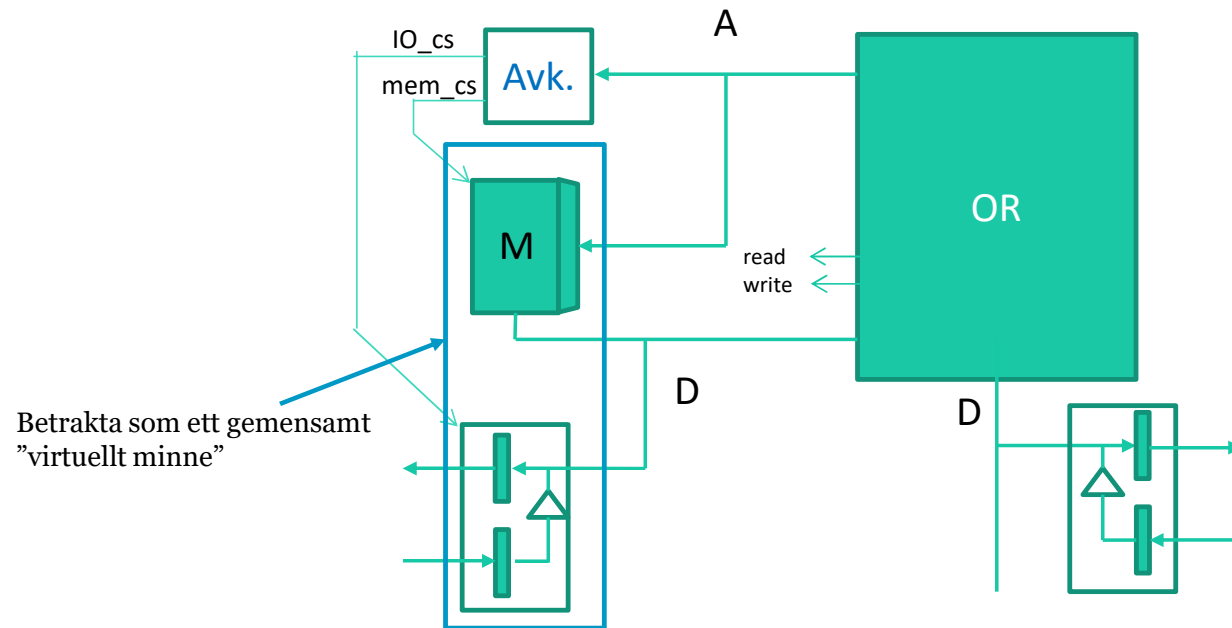 IO_cs
A
Avk.
mem_cs
OR
M
read
write
D
D
Betrakta som ett gemensamt
”virtuellt minne”